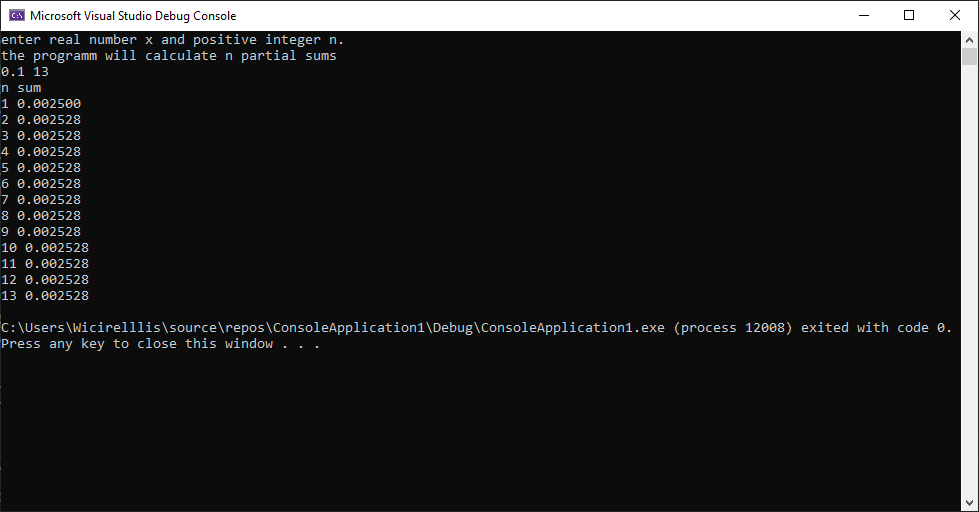 Microsoft Visual Studio Debug Console
enter real number x and positive integer n.
the programm will calculate n partial sums
0.1 13
n sum
1 0.002500
2 0.002528
3 0.002528
4 0.002528
5 0.002528
6 0.002528
7 0.002528
8 0.002528
9 0.002528
10 0.002528
11 0.002528
12 0.002528
13 0.002528
C:\Users\Wicirelllis\source\repos\ConsoleApplication1\Debug\ConsoleApplication1.exe (process 12008) exited with code 0.
Press any key to close this window . . .